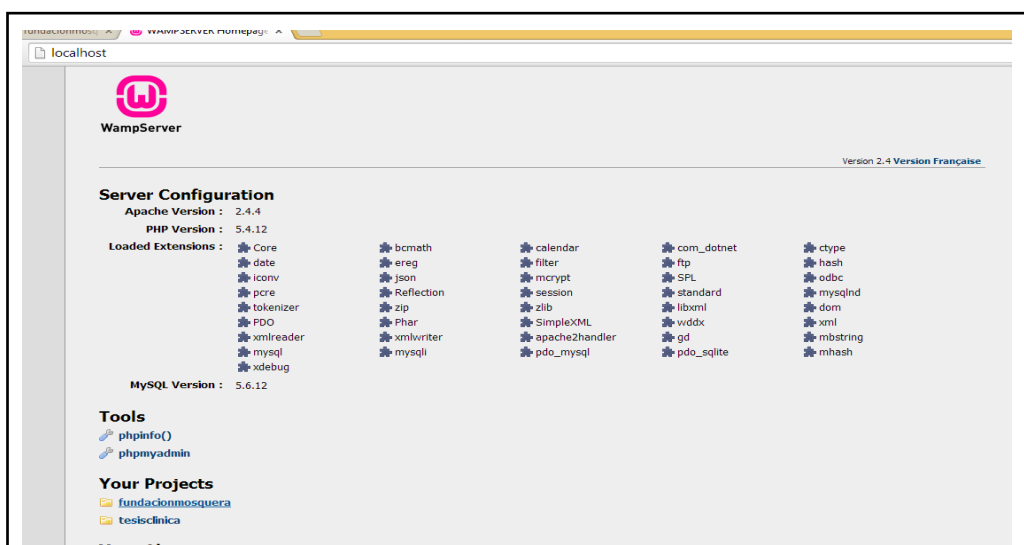 fundacionmosq × WAMPSERVER Homepage ×
localhost
W
WampServer
Version 2.4 Version Française
Server Configuration
Apache Version : 2.4.4
PHP Version : 5.4.12
Loaded Extensions : Core bcmath calendar com_dotnet ctype
date ereg filter ftp hash
iconv json mcrypt SPL odbc
pcre Reflection session standard mysqlnd
tokenizer zip zlib libxml dom
PDO Phar SimpleXML wddx xml
xmlreader xmlwriter apache2handler gd mbstring
mysql mysqli pdo_mysql pdo_sqlite mhash
xdebug
MySQL Version : 5.6.12
Tools
phpinfo()
phpmyadmin
Your Projects
fundacionmosquera
tesisclinica